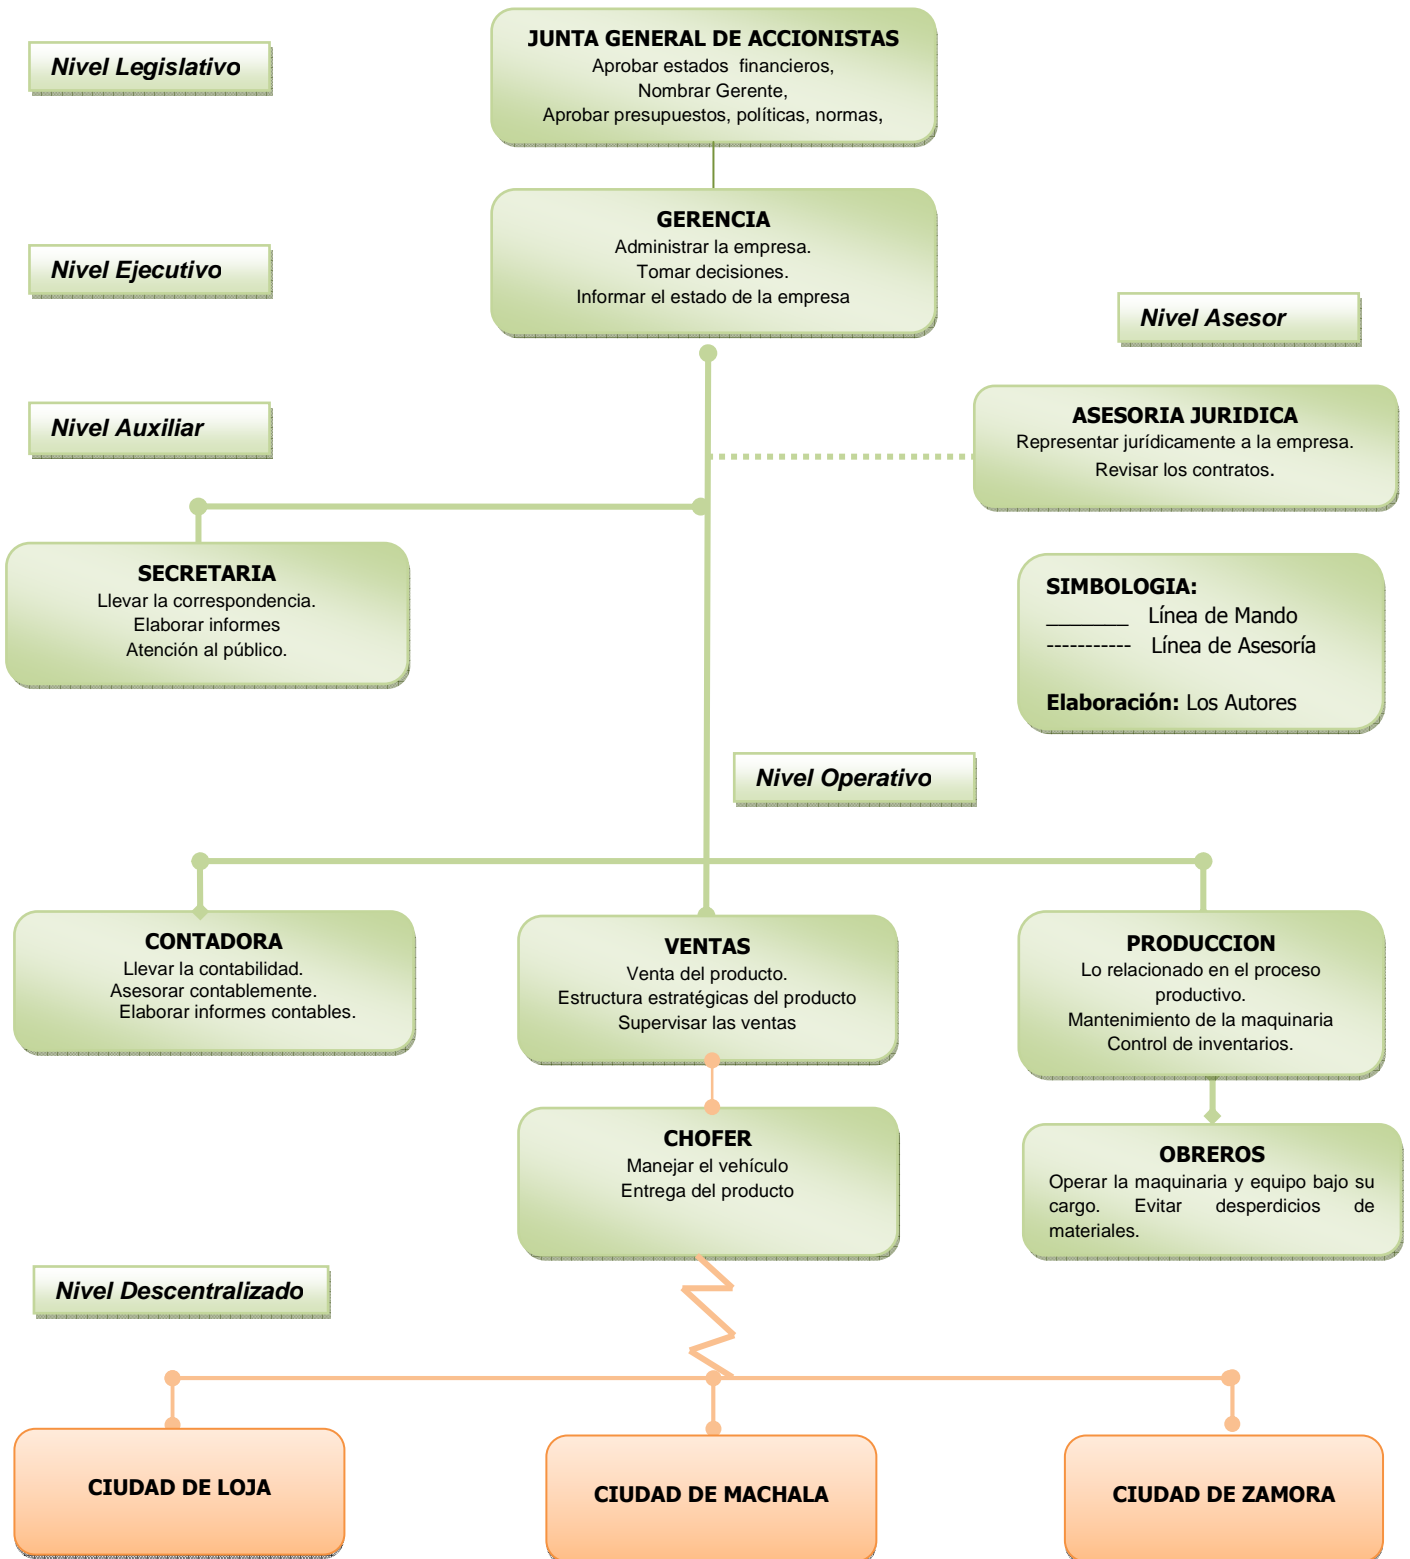 JUNTA GENERAL DE ACCIONISTAS
Aprobar estados financieros,
Nombrar Gerente,
Aprobar presupuestos, políticas, normas,
Nivel Legislativo
GERENCIA
Administrar la empresa.
Tomar decisiones.
Informar el estado de la empresa
Nivel Ejecutivo
Nivel Asesor
Nivel Auxiliar
ASESORIA JURIDICA
Representar jurídicamente a la empresa.
Revisar los contratos.
SECRETARIA
Llevar la correspondencia.
Elaborar informes
Atención al público.
SIMBOLOGIA:
_______ Línea de Mando
----------- Línea de Asesoría
Elaboración: Los Autores
Nivel Operativo
CONTADORA
Llevar la contabilidad.
Asesorar contablemente.
Elaborar informes contables.
VENTAS
Venta del producto.
Estructura estratégicas del producto
Supervisar las ventas
PRODUCCION
Lo relacionado en el proceso
productivo.
Mantenimiento de la maquinaria
Control de inventarios.
CHOFER
Manejar el vehículo
Entrega del producto
OBREROS
Operar la maquinaria y equipo bajo su
cargo. Evitar desperdicios de
materiales.
Nivel Descentralizado
CIUDAD DE LOJA
CIUDAD DE MACHALA
CIUDAD DE ZAMORA